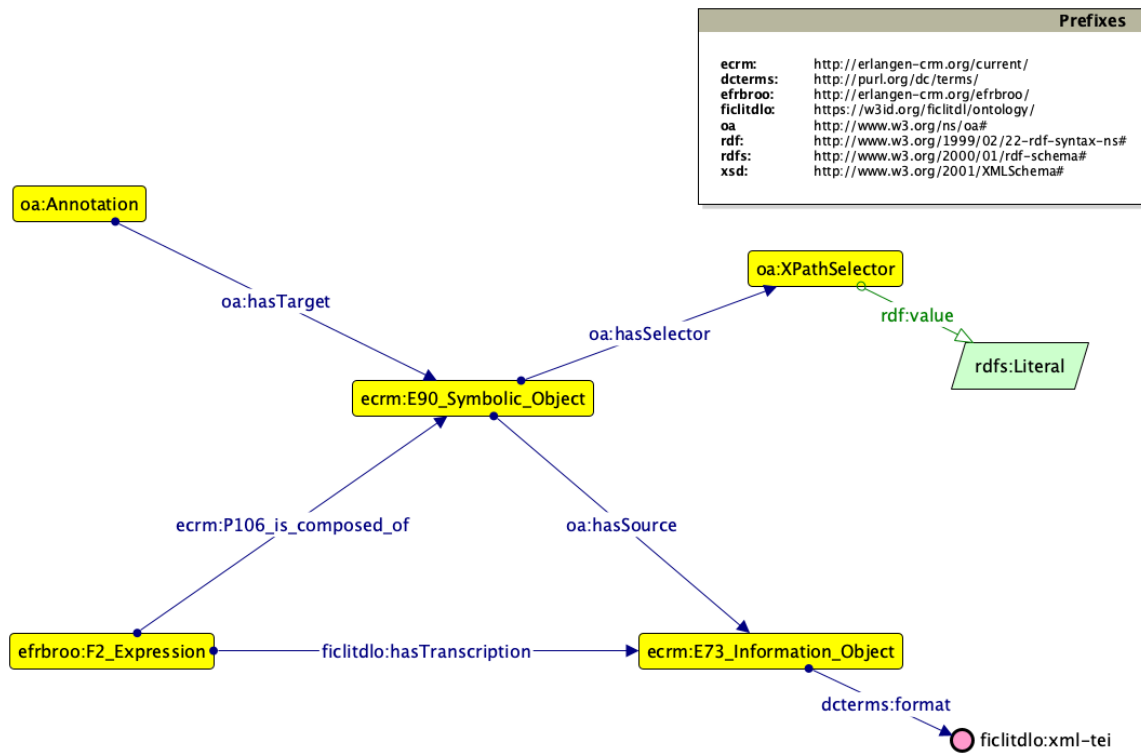 Prefixes
ecrm: http://erlangen-crm.org/current/
dcterms: http://purl.org/dc/terms/
efrbroo: http://erlangen-crm.org/efrbroo/
ficlitdlo: https://w3id.org/ficlitdl/ontology/
oa http://www.w3.org/ns/oa#
rdf: http://www.w3.org/1999/02/22-rdf-syntax-ns#
rdfs: http://www.w3.org/2000/01/rdf-schema#
xsd: http://www.w3.org/2001/XMLSchema#
oa:Annotation
oa:XPathSelector
oa:hasTarget
rdf:value
oa:hasSelector
rdfs:Literal
ecrm:E90_Symbolic_Object
ecrm:P106_is_composed_of
oa:hasSource
efrbroo:F2_Expression
ficlitdlo:hasTranscription
ecrm:E73_Information_Object
dcterms:format
ficlitdlo:xml-tei